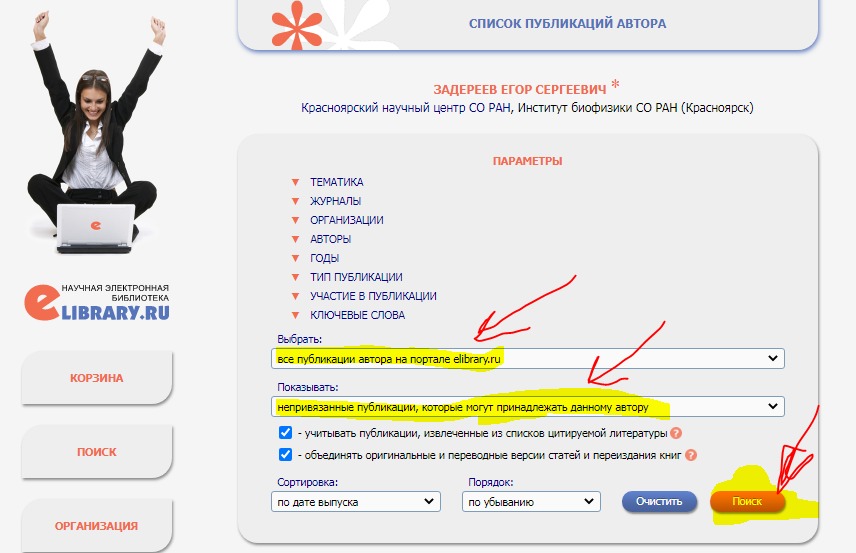 СПИСОК ПУБЛИКАЦИЙ АВТОРА
ЗАДЕРЕЕВ ЕГОР СЕРГЕЕВИЧ *
Красноярский научный центр СО РАН, Институт биофизики СО РАН (Красноярск)
ПАРАМЕТРЫ
ТЕМАТИКА
ЖУРНАЛЫ
ОРГАНИЗАЦИИ
АВТОРЫ
ГОДЫ
ТИП ПУБЛИКАЦИИ
УЧАСТИЕ В ПУБЛИКАЦИИ
КЛЮЧЕВЫЕ СЛОВА
Выбрать:
все публикации автора на портале elibrary.ru
Показывать:
непривязанные публикации, которые могут принадлежать данному автору
- учитывать публикации, извлеченные из списков цитируемой литературы ?
- объединять оригинальные и переводные версии статей и переиздания книг ?
Сортировка: Порядок:
по дате выпуска по убыванию Очистить Поиск
e
НАУЧНАЯ ЭЛЕКТРОННАЯ
БИБЛИОТЕКА
eLIBRARY.RU
КОРЗИНА
ПОИСК
ОРГАНИЗАЦИЯ